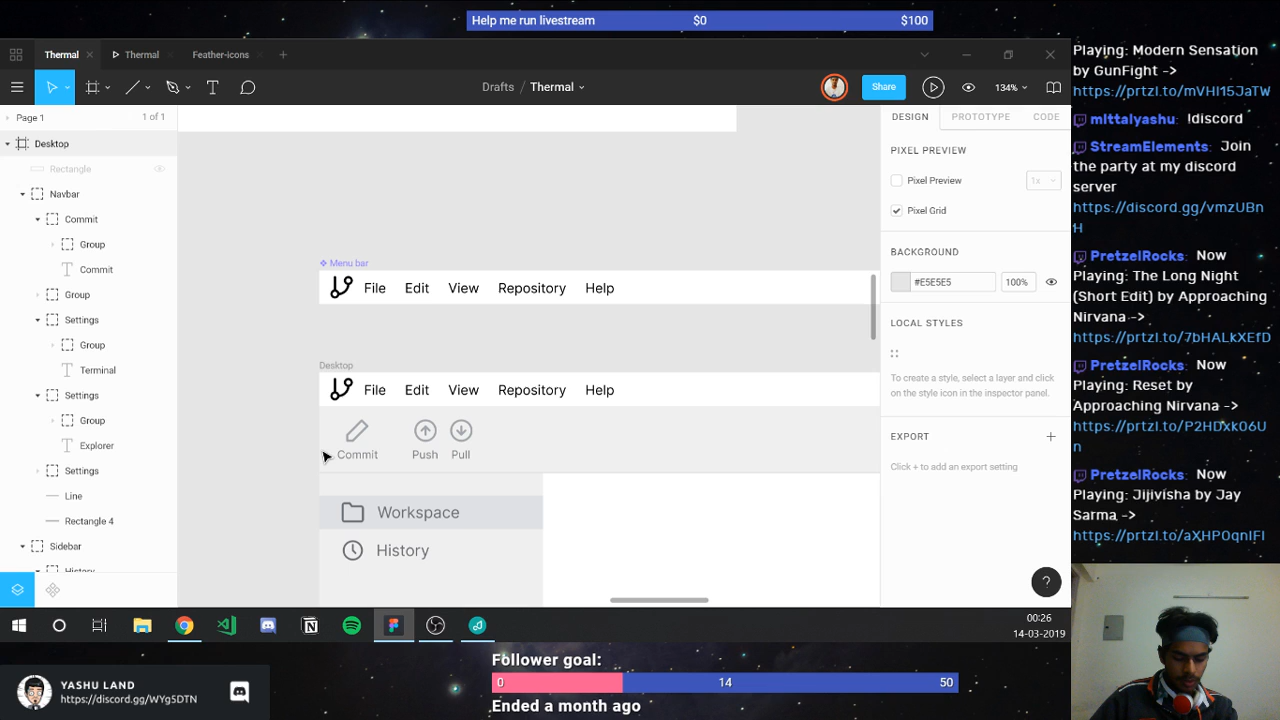 Help me run livestream $0 $100
Thermal Thermal Feather-icons
Drafts / Thermal Share 134%
Page 1 1 of 1
Desktop
Rectangle
Navbar
Commit
Group
Commit
Group
Settings
Group
Terminal
Settings
Group
Explorer
Settings
Line
Rectangle 4
Sidebar
Menu bar
File Edit View Repository Help
Desktop
File Edit View Repository Help
Commit Push Pull
Workspace
History
DESIGN PROTOTYPE CODE
PIXEL PREVIEW
Pixel Preview 1x
Pixel Grid
BACKGROUND
#E5E5E5 100%
LOCAL STYLES
To create a style, select a layer and click
on the style icon in the inspector panel.
EXPORT
Click + to add an export setting
?
00:26
14-03-2019
Playing: Modern Sensation
by GunFight ->
https://prtzl.to/mVHI15JaTW
mittalyashu: !discord
StreamElements: Join
the party at my discord
server
https://discord.gg/vmzUBn
H
PretzelRocks: Now
Playing: The Long Night
(Short Edit) by Approaching
Nirvana ->
https://prtzl.to/7bHALkXEfD
PretzelRocks: Now
Playing: Reset by
Approaching Nirvana ->
https://prtzl.to/P2HDxk06U
n
PretzelRocks: Now
Playing: Jijivisha by Jay
Sarma ->
https://prtzl.to/aXHP0qnIFl
YASHU LAND
https://discord.gg/WYg5DTN
Follower goal:
0 14 50
Ended a month ago